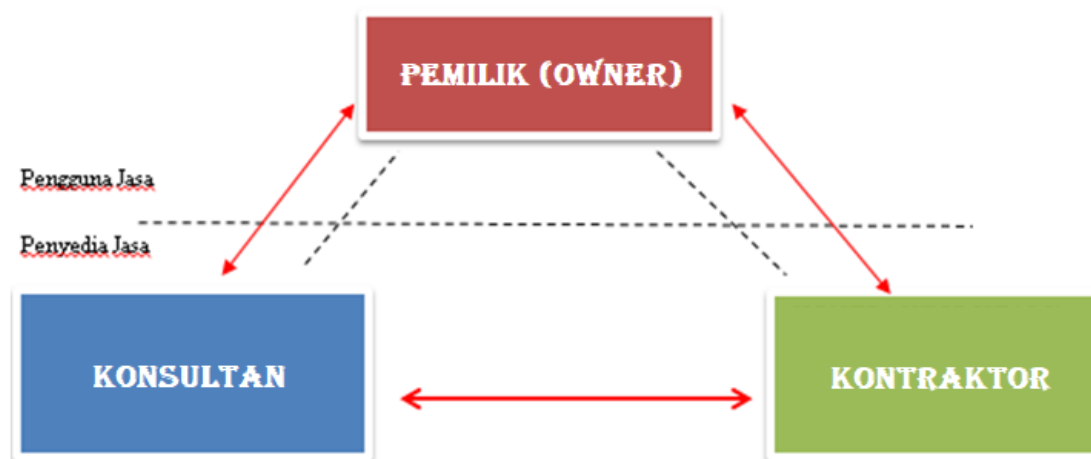 PEMILIK (OWNER)
Pengguna Jasa
Penyedia Jasa
KONSULTAN
KONTRAKTOR